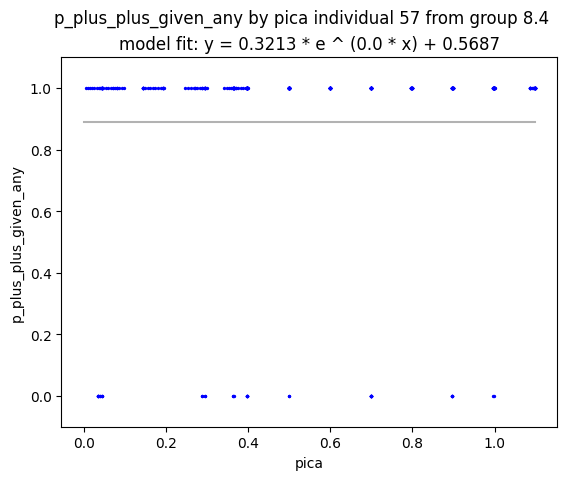 p_plus_plus_given_any by pica individual 57 from group 8.4
model fit: y = 0.3213 * e ^ (0.0 * x) + 0.5687
p_plus_plus_given_any
1.0
0.8
0.6
0.4
0.2
0.0
0.0 0.2 0.4 0.6 0.8 1.0
pica